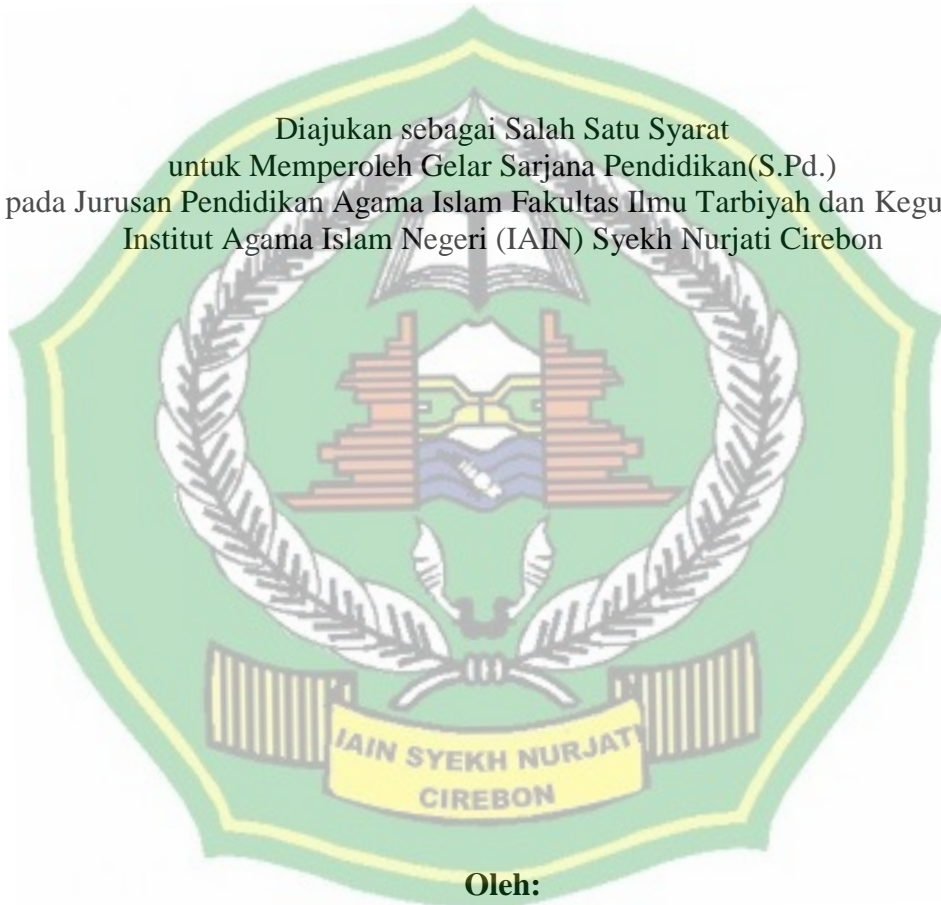 Diajukan sebagai Salah Satu Syarat
untuk Memperoleh Gelar Sarjana Pendidikan(S.Pd.)
pada Jurusan Pendidikan Agama Islam Fakultas Ilmu Tarbiyah dan Kegu
Institut Agama Islam Negeri (IAIN) Syekh Nurjati Cirebon
IAIN SYEKH NURJATI
CIREBON
Oleh: